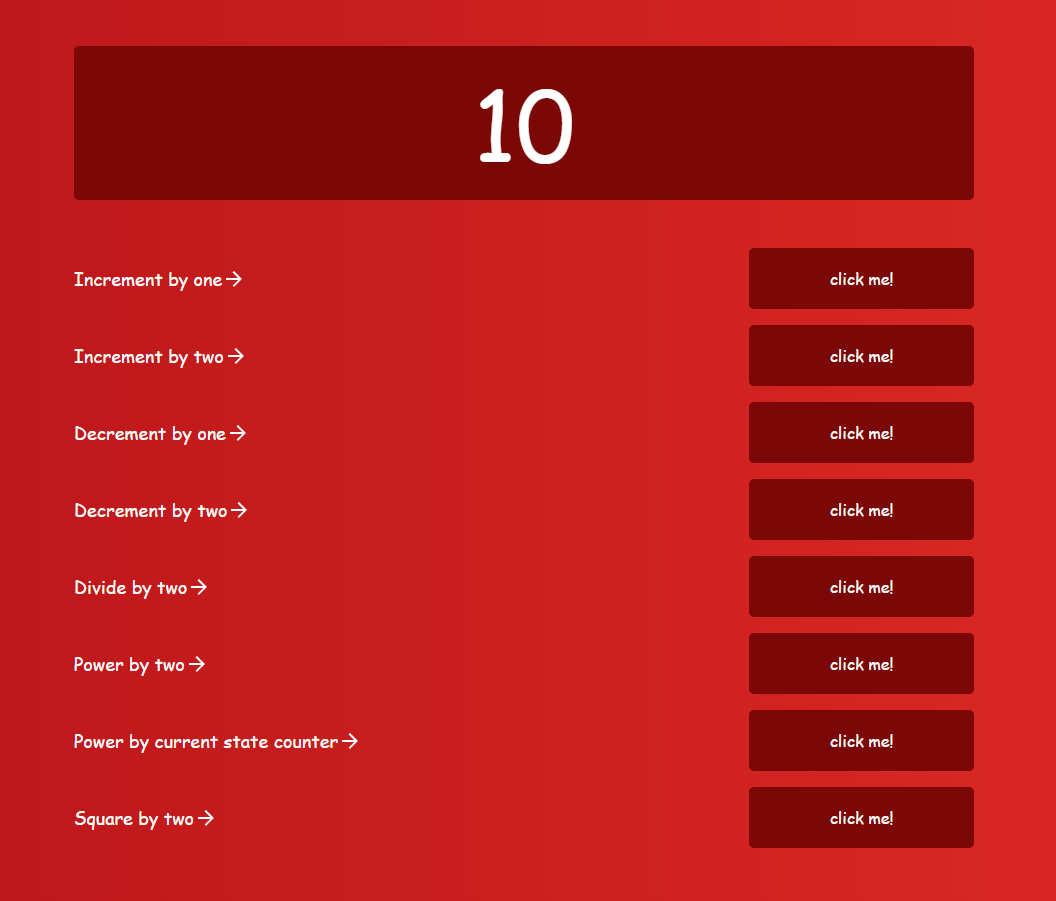 10
Increment by one → click me!
Increment by two → click me!
Decrement by one → click me!
Decrement by two → click me!
Divide by two → click me!
Power by two → click me!
Power by current state counter → click me!
Square by two → click me!